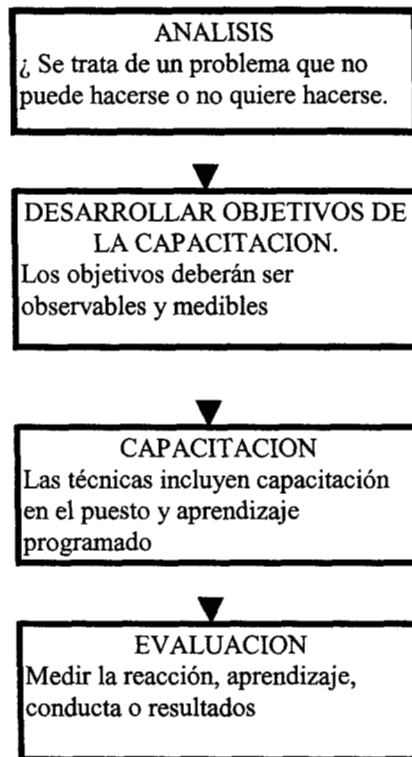 ANALISIS
¿ Se trata de un problema que no
puede hacerse o no quiere hacerse.
DESARROLLAR OBJETIVOS DE
LA CAPACITACION.
Los objetivos deberán ser
observables y medibles
CAPACITACION
Las técnicas incluyen capacitación
en el puesto y aprendizaje
programado
EVALUACION
Medir la reacción, aprendizaje,
conducta o resultados